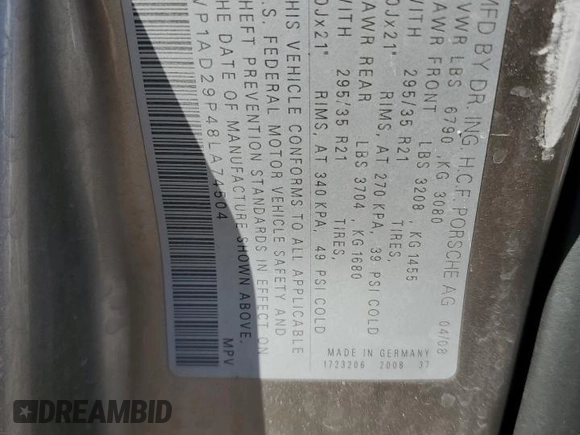 MFD BY DR. ING. H.C.F. PORSCHE AG 04/08
GVWR LBS 6790 ,KG 3080
GAWR FRONT LBS 3208 , KG 1455
WITH 295/35 R21 TIRES,
0Jx21" RIMS, AT 270 KPA, 39 PSI COLD
GAWR REAR LBS 3704 , KG 1680
WITH 295/35 R21 TIRES,
0Jx21" RIMS, AT 340 KPA, 49 PSI COLD
THIS VEHICLE CONFORMS TO ALL APPLICABLE
U.S. FEDERAL MOTOR VEHICLE SAFETY AND
THEFT PREVENTION STANDARDS IN EFFECT ON
THE DATE OF MANUFACTURE SHOWN ABOVE.
WP1AD29P48LA74504 MPV
MADE IN GERMANY
1723206 2008 37
DREAMBID